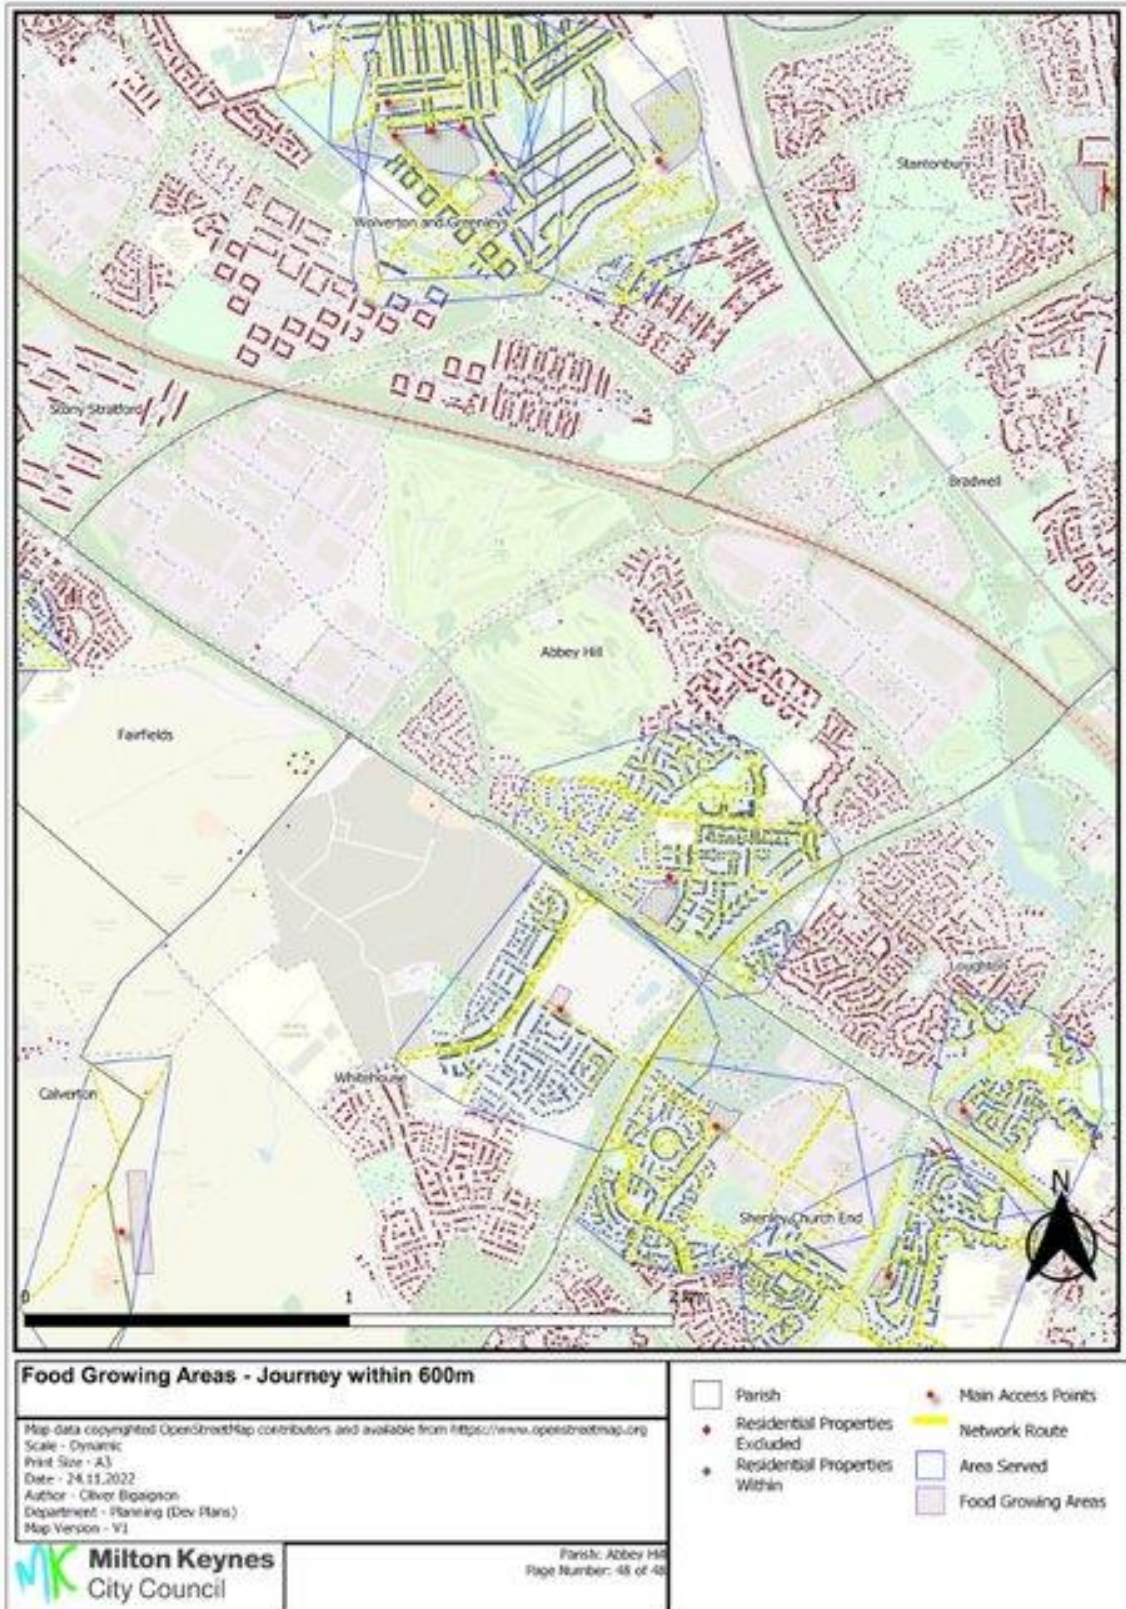 Stantonbury
Wolverton and Greenleys
Stony Stratford
Bradwell
Abbey Hill
Fairfields
Loughton
Whitehouse
Calverton
Shenley Church End
N
0 1
Food Growing Areas - Journey within 600m
Map data copyrighted OpenStreetMap contributors and available from https://www.openstreetmap.org
Scale - Dynamic
Print Size - A3
Date - 24.11.2022
Author - Oliver Bigaignon
Department - Planning (Dev Plans)
Map Version - V1
MK Milton Keynes
City Council
Parish: Abbey Hill
Page Number: 48 of 48
Parish
Residential Properties
Excluded
Residential Properties
Within
Main Access Points
Network Route
Area Served
Food Growing Areas